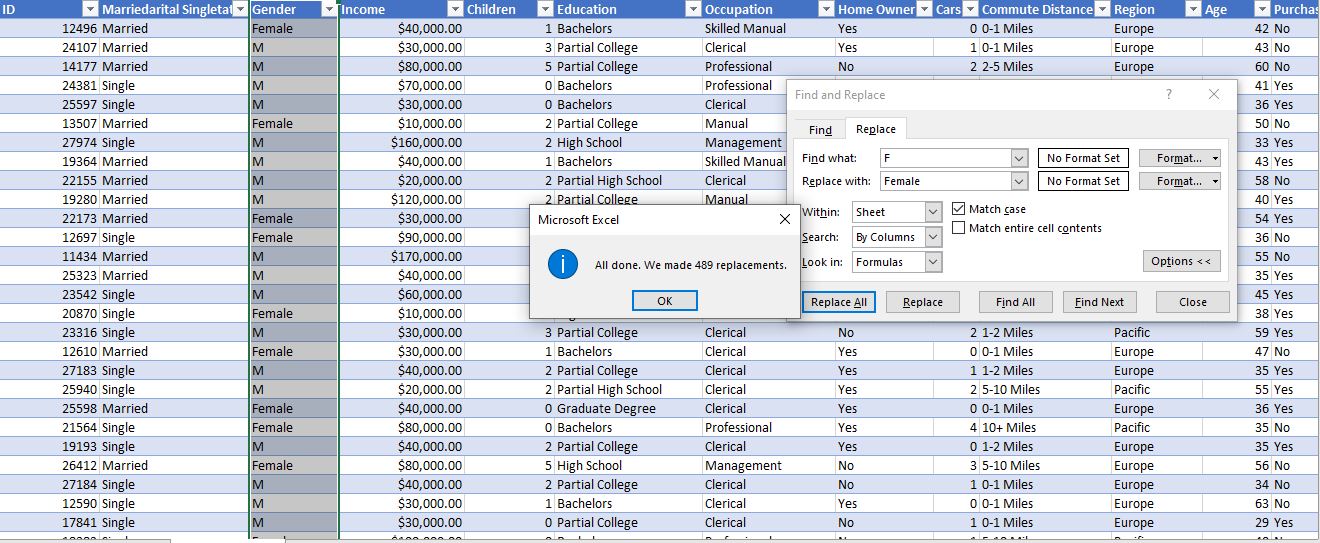 ID Marriedarital Singletat Gender Income Children Education Occupation Home Owner Cars Commute Distance Region Age Purchas
12496 Married Female $40,000.00 1 Bachelors Skilled Manual Yes 0 0-1 Miles Europe 42 No
24107 Married M $30,000.00 3 Partial College Clerical Yes 1 0-1 Miles Europe 43 No
14177 Married M $80,000.00 5 Partial College Professional No 2 2-5 Miles Europe 60 No
24381 Single M $70,000.00 0 Bachelors Professional 41 Yes
25597 Single M $30,000.00 0 Bachelors Clerical 36 Yes
13507 Married Female $10,000.00 2 Partial College Manual 50 No
27974 Single M $160,000.00 2 High School Management 33 Yes
19364 Married M $40,000.00 1 Bachelors Skilled Manual 43 Yes
22155 Married M $20,000.00 2 Partial High School Clerical 58 No
19280 Married M $120,000.00 2 Partial College Manual 40 Yes
22173 Married Female $30,000.00 54 Yes
12697 Single Female $90,000.00 36 No
11434 Married M $170,000.00 55 No
25323 Married M $40,000.00 35 Yes
23542 Single M $60,000.00 45 Yes
20870 Single Female $10,000.00 38 Yes
23316 Single M $30,000.00 3 Partial College Clerical No 2 1-2 Miles Pacific 59 Yes
12610 Married Female $30,000.00 1 Bachelors Clerical Yes 0 0-1 Miles Europe 47 No
27183 Single M $40,000.00 2 Partial College Clerical Yes 1 1-2 Miles Europe 35 Yes
25940 Single M $20,000.00 2 Partial High School Clerical Yes 2 5-10 Miles Pacific 55 Yes
25598 Married Female $40,000.00 0 Graduate Degree Clerical Yes 0 0-1 Miles Europe 36 Yes
21564 Single Female $80,000.00 0 Bachelors Professional Yes 4 10+ Miles Pacific 35 No
19193 Single M $40,000.00 2 Partial College Clerical Yes 0 1-2 Miles Europe 35 Yes
26412 Married Female $80,000.00 5 High School Management No 3 5-10 Miles Europe 56 No
27184 Single M $40,000.00 2 Partial College Clerical No 1 0-1 Miles Europe 34 No
12590 Single M $30,000.00 1 Bachelors Clerical Yes 0 0-1 Miles Europe 63 No
17841 Single M $30,000.00 0 Partial College Clerical No 1 0-1 Miles Europe 29 Yes
Find and Replace ?
Find Replace
Find what: F No Format Set Format...
Replace with: Female No Format Set Format...
Within: Sheet Match case
Match entire cell contents
Search: By Columns
Look in: Formulas
Options <<
Replace All Replace Find All Find Next Close
Microsoft Excel
All done. We made 489 replacements.
OK